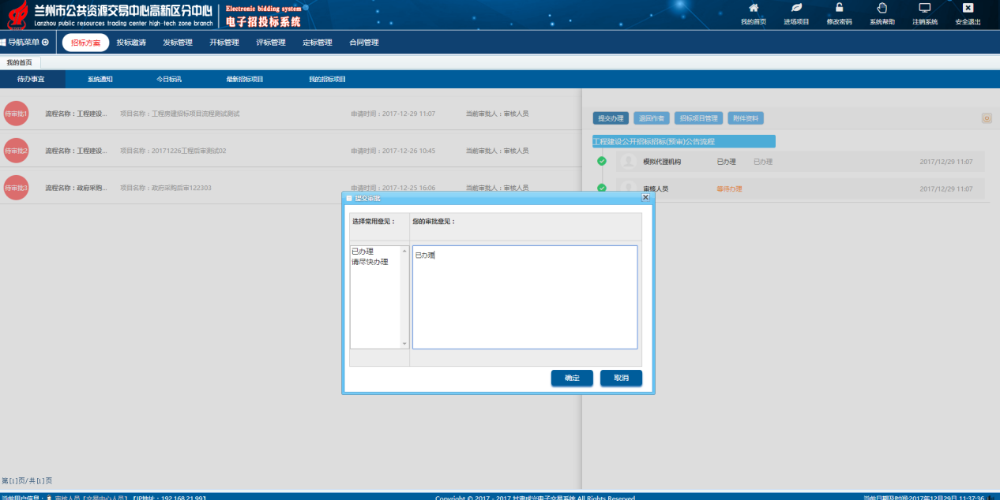 兰州市公共资源交易中心高新区分中心
Lanzhou public resources trading center high-tech zone branch
Electronic bidding system
电子招投标系统
我的首页 进场项目 修改密码 系统帮助 注销系统 安全退出
导航菜单 招标方案 投标邀请 发标管理 开标管理 评标管理 定标管理 合同管理
我的首页
待办事宜 系统通知 今日标讯 最新招标项目 我的招标项目
待审批1 流程名称：工程建设... 项目名称：工程房建招标项目流程测试测试 申请时间：2017-12-29 11:07 当前审批人：审核人员
待审批2 流程名称：工程建设... 项目名称：20171226工程后审测试02 申请时间：2017-12-26 10:45 当前审批人：审核人员
待审批3 流程名称：政府采购... 项目名称：政府采购后审122303 申请时间：2017-12-25 16:06 当前审批人：审核人员
提交办理 退回作者 招标项目管理 附件资料
工程建设公开招标招标(预审)公告流程
模拟代理机构 已办理 已办理 2017/12/29 11:07
审核人员 等待办理 2017/12/29 11:07
提交审批
选择常用意见： 您的审批意见：
已办理
请尽快办理
已办理
确定 取消
第[1]页/共[1]页
当前用户信息： 审核人员【交易中心人员】 【IP地址：192.168.21.99】 Copyright © 2017 - 2017 甘肃成兴电子交易系统 All Rights Reserved 当前日期及时间:2017年12月29日 11:37:36